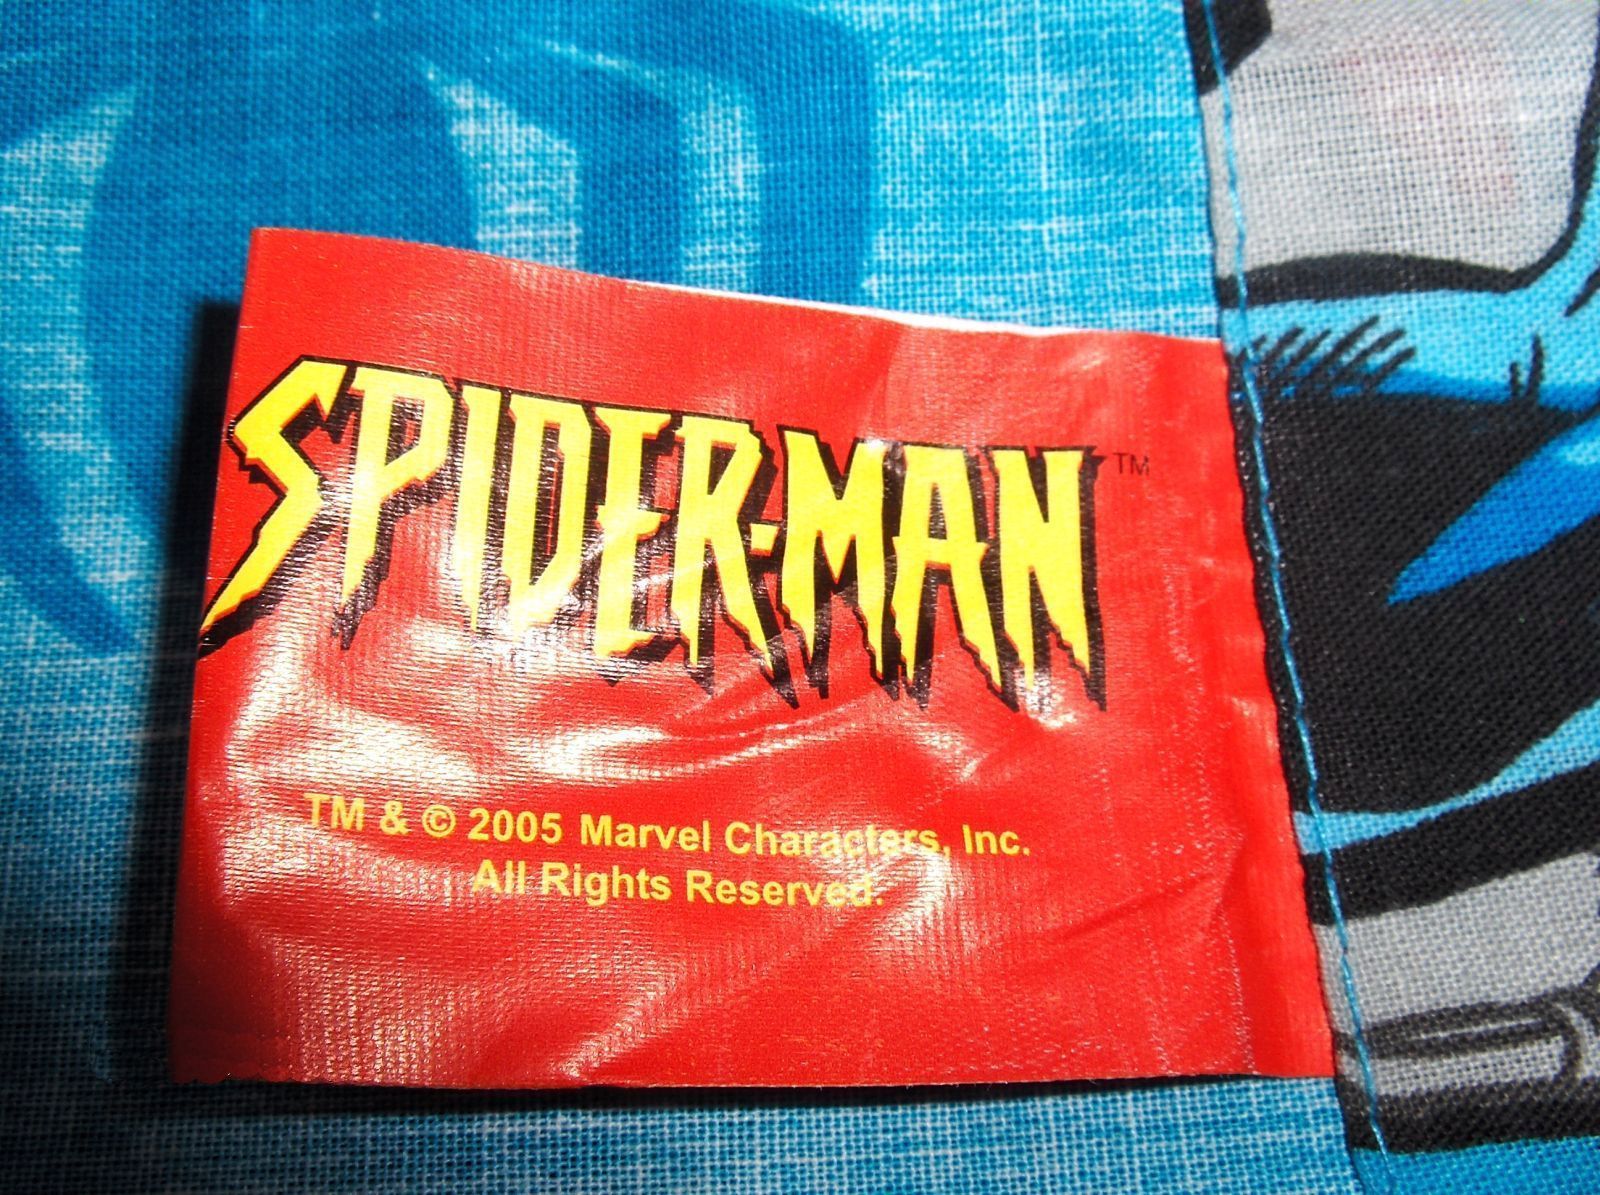 SPIDER-MAN™
TM & © 2005 Marvel Characters, Inc.
All Rights Reserved.